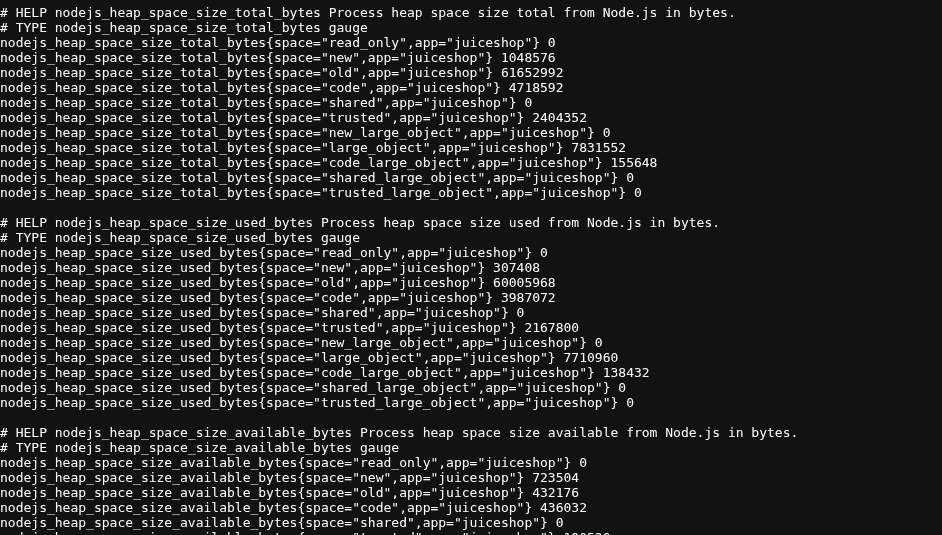 # HELP nodejs_heap_space_size_total_bytes Process heap space size total from Node.js in bytes.
# TYPE nodejs_heap_space_size_total_bytes gauge
nodejs_heap_space_size_total_bytes{space="read_only",app="juiceshop"} 0
nodejs_heap_space_size_total_bytes{space="new",app="juiceshop"} 1048576
nodejs_heap_space_size_total_bytes{space="old",app="juiceshop"} 61652992
nodejs_heap_space_size_total_bytes{space="code",app="juiceshop"} 4718592
nodejs_heap_space_size_total_bytes{space="shared",app="juiceshop"} 0
nodejs_heap_space_size_total_bytes{space="trusted",app="juiceshop"} 2404352
nodejs_heap_space_size_total_bytes{space="new_large_object",app="juiceshop"} 0
nodejs_heap_space_size_total_bytes{space="large_object",app="juiceshop"} 7831552
nodejs_heap_space_size_total_bytes{space="code_large_object",app="juiceshop"} 155648
nodejs_heap_space_size_total_bytes{space="shared_large_object",app="juiceshop"} 0
nodejs_heap_space_size_total_bytes{space="trusted_large_object",app="juiceshop"} 0

# HELP nodejs_heap_space_size_used_bytes Process heap space size used from Node.js in bytes.
# TYPE nodejs_heap_space_size_used_bytes gauge
nodejs_heap_space_size_used_bytes{space="read_only",app="juiceshop"} 0
nodejs_heap_space_size_used_bytes{space="new",app="juiceshop"} 307408
nodejs_heap_space_size_used_bytes{space="old",app="juiceshop"} 60005968
nodejs_heap_space_size_used_bytes{space="code",app="juiceshop"} 3987072
nodejs_heap_space_size_used_bytes{space="shared",app="juiceshop"} 0
nodejs_heap_space_size_used_bytes{space="trusted",app="juiceshop"} 2167800
nodejs_heap_space_size_used_bytes{space="new_large_object",app="juiceshop"} 0
nodejs_heap_space_size_used_bytes{space="large_object",app="juiceshop"} 7710960
nodejs_heap_space_size_used_bytes{space="code_large_object",app="juiceshop"} 138432
nodejs_heap_space_size_used_bytes{space="shared_large_object",app="juiceshop"} 0
nodejs_heap_space_size_used_bytes{space="trusted_large_object",app="juiceshop"} 0

# HELP nodejs_heap_space_size_available_bytes Process heap space size available from Node.js in bytes.
# TYPE nodejs_heap_space_size_available_bytes gauge
nodejs_heap_space_size_available_bytes{space="read_only",app="juiceshop"} 0
nodejs_heap_space_size_available_bytes{space="new",app="juiceshop"} 723504
nodejs_heap_space_size_available_bytes{space="old",app="juiceshop"} 432176
nodejs_heap_space_size_available_bytes{space="code",app="juiceshop"} 436032
nodejs_heap_space_size_available_bytes{space="shared",app="juiceshop"} 0